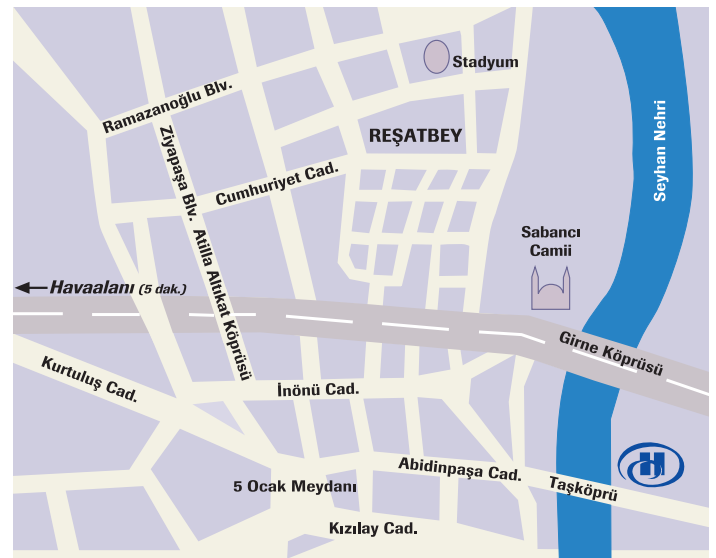 Stadyum
Ramazanoğlu Blv.
REŞATBEY
Ziyapaşa Blv.
Cumhuriyet Cad.
Seyhan Nehri
Sabancı
Camii
Atilla Altıkat Köprüsü
Havaalanı (5 dak.)
Girne Köprüsü
Kurtuluş Cad.
İnönü Cad.
Abidinpaşa Cad.
H
5 Ocak Meydanı
Taşköprü
Kızılay Cad.